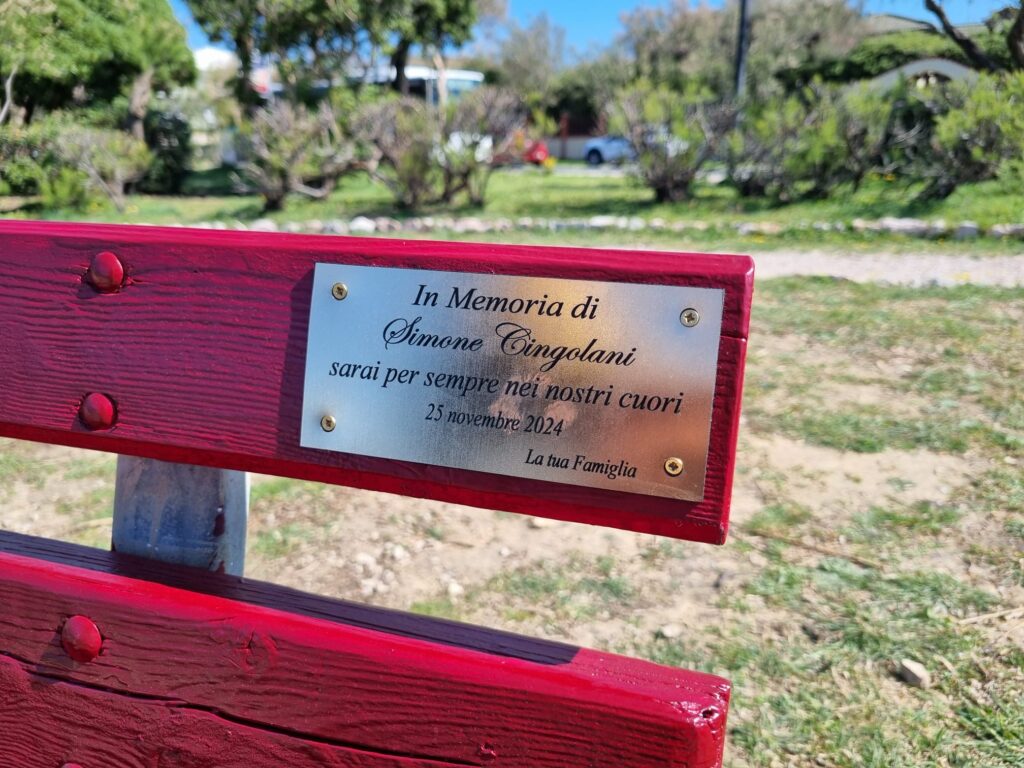 In Memoria di
Simone Cingolani
sarai per sempre nei nostri cuori
25 novembre 2024
La tua Famiglia